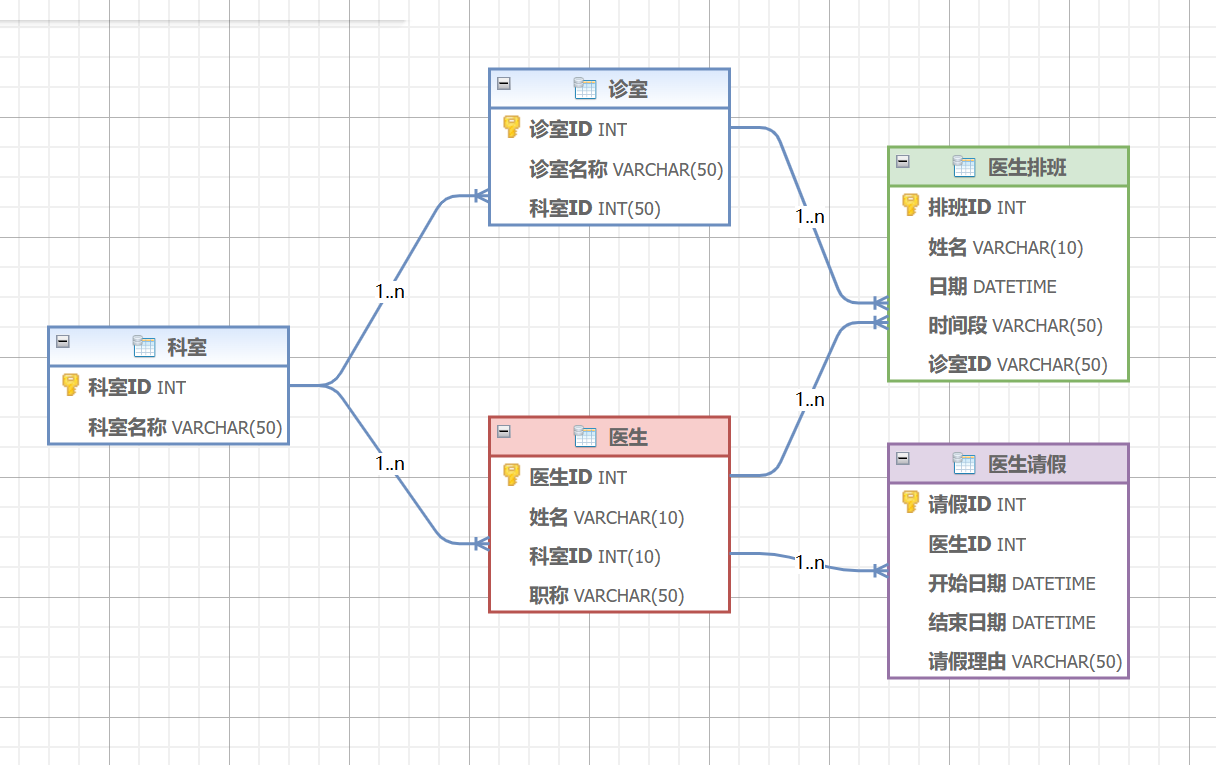 诊室
诊室ID INT
诊室名称 VARCHAR(50)
科室ID INT(50)
医生排班
排班ID INT
姓名 VARCHAR(10)
日期 DATETIME
时间段 VARCHAR(50)
诊室ID VARCHAR(50)
1..n
1..n
科室
科室ID INT
科室名称 VARCHAR(50)
1..n
1..n
医生
医生ID INT
姓名 VARCHAR(10)
科室ID INT(10)
职称 VARCHAR(50)
1..n
医生请假
请假ID INT
医生ID INT
开始日期 DATETIME
结束日期 DATETIME
请假理由 VARCHAR(50)